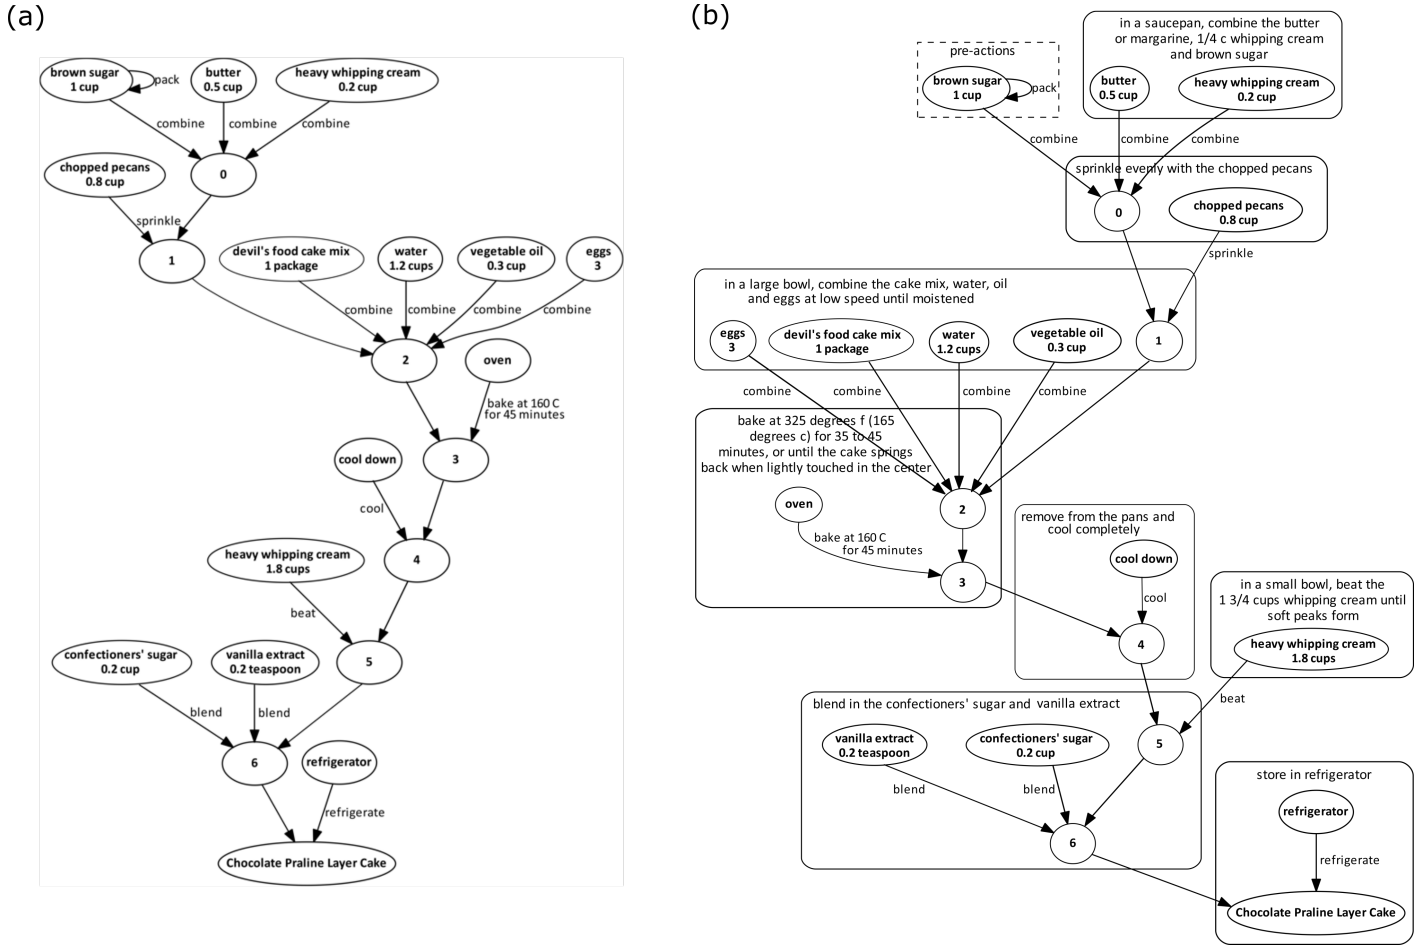 (a)
brown sugar
1 cup
pack
butter
0.5 cup
heavy whipping cream
0.2 cup
combine
combine
combine
chopped pecans
0.8 cup
0
sprinkle
1
devil's food cake mix
1 package
water
1.2 cups
vegetable oil
0.3 cup
eggs
3
combine
combine
combine
combine
2
oven
bake at 160 C
for 45 minutes
cool down
3
cool
heavy whipping cream
1.8 cups
4
beat
confectioners' sugar
0.2 cup
vanilla extract
0.2 teaspoon
5
blend
blend
6
refrigerator
refrigerate
Chocolate Praline Layer Cake
(b)
pre-actions
brown sugar
1 cup
pack
in a saucepan, combine the butter
or margarine, 1/4 c whipping cream
and brown sugar
butter
0.5 cup
heavy whipping cream
0.2 cup
combine
combine
combine
sprinkle evenly with the chopped pecans
0
chopped pecans
0.8 cup
sprinkle
in a large bowl, combine the cake mix, water, oil
and eggs at low speed until moistened
eggs
3
devil's food cake mix
1 package
water
1.2 cups
vegetable oil
0.3 cup
1
combine
combine
combine
combine
bake at 325 degrees f (165
degrees c) for 35 to 45
minutes, or until the cake springs
back when lightly touched in the center
oven
2
bake at 160 C
for 45 minutes
3
remove from the pans and
cool completely
cool down
cool
4
in a small bowl, beat the
1 3/4 cups whipping cream until
soft peaks form
heavy whipping cream
1.8 cups
beat
blend in the confectioners' sugar and vanilla extract
vanilla extract
0.2 teaspoon
confectioners' sugar
0.2 cup
5
blend
blend
6
store in refrigerator
refrigerator
refrigerate
Chocolate Praline Layer Cake